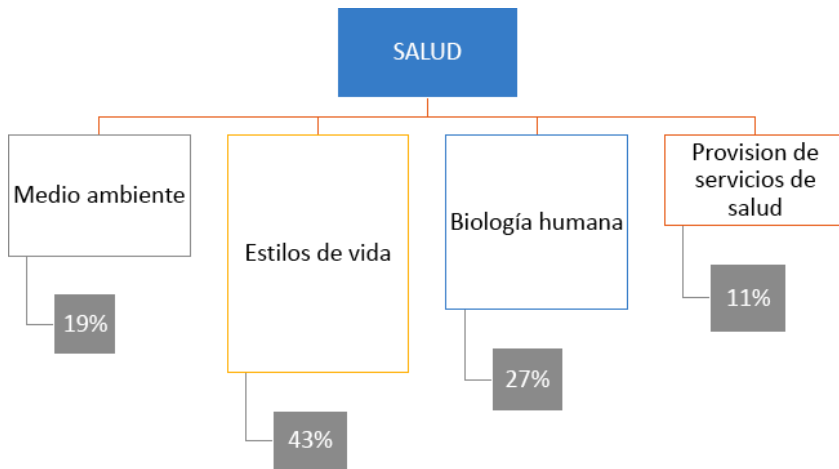 SALUD
Medio ambiente
19%
Estilos de vida
43%
Biología humana
27%
Provision de
servicios de
salud
11%